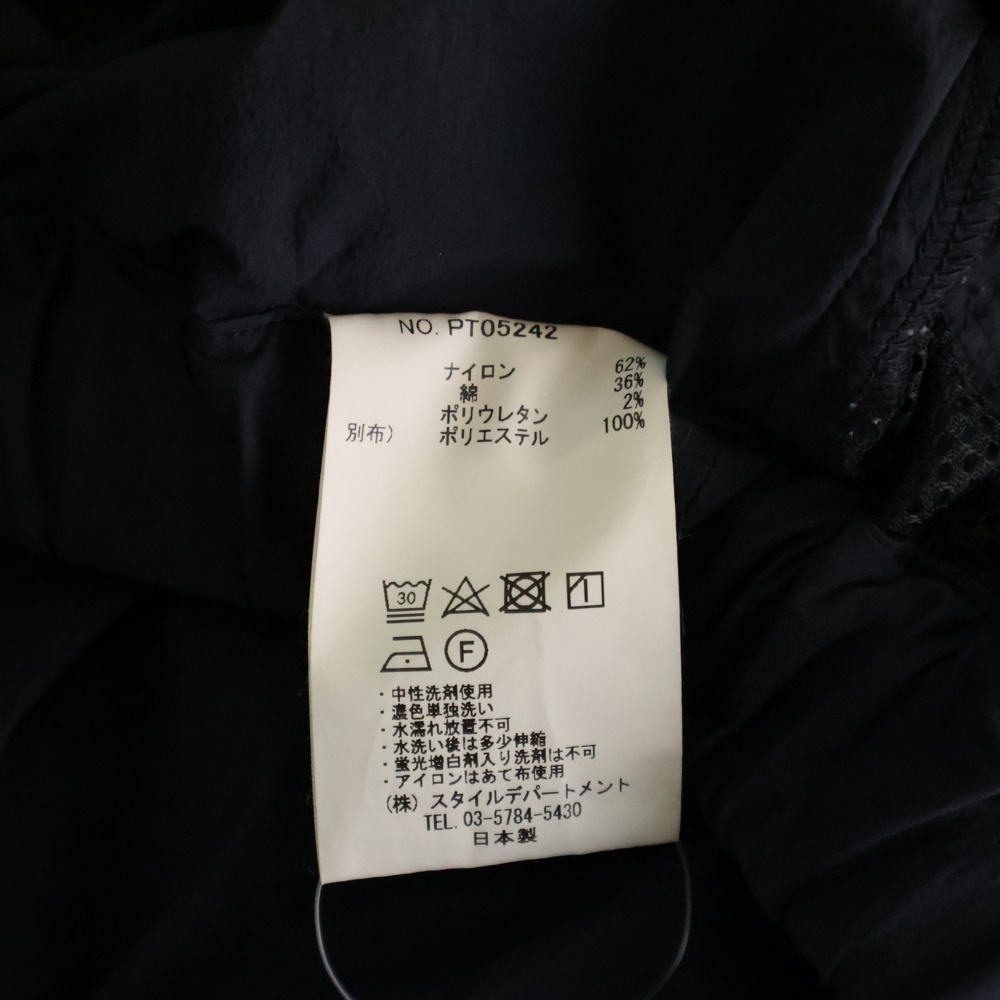 NO. PT05242
ナイロン 62%
綿 36%
ポリウレタン 2%
別布) ポリエステル 100%
30
F
・中性洗剤使用
・濃色単独洗い
・水濡れ放置不可
・水洗い後は多少伸縮
・蛍光増白剤入り洗剤は不可
・アイロンはあて布使用
(株) スタイルデパートメント
TEL. 03-5784-5430
日本製